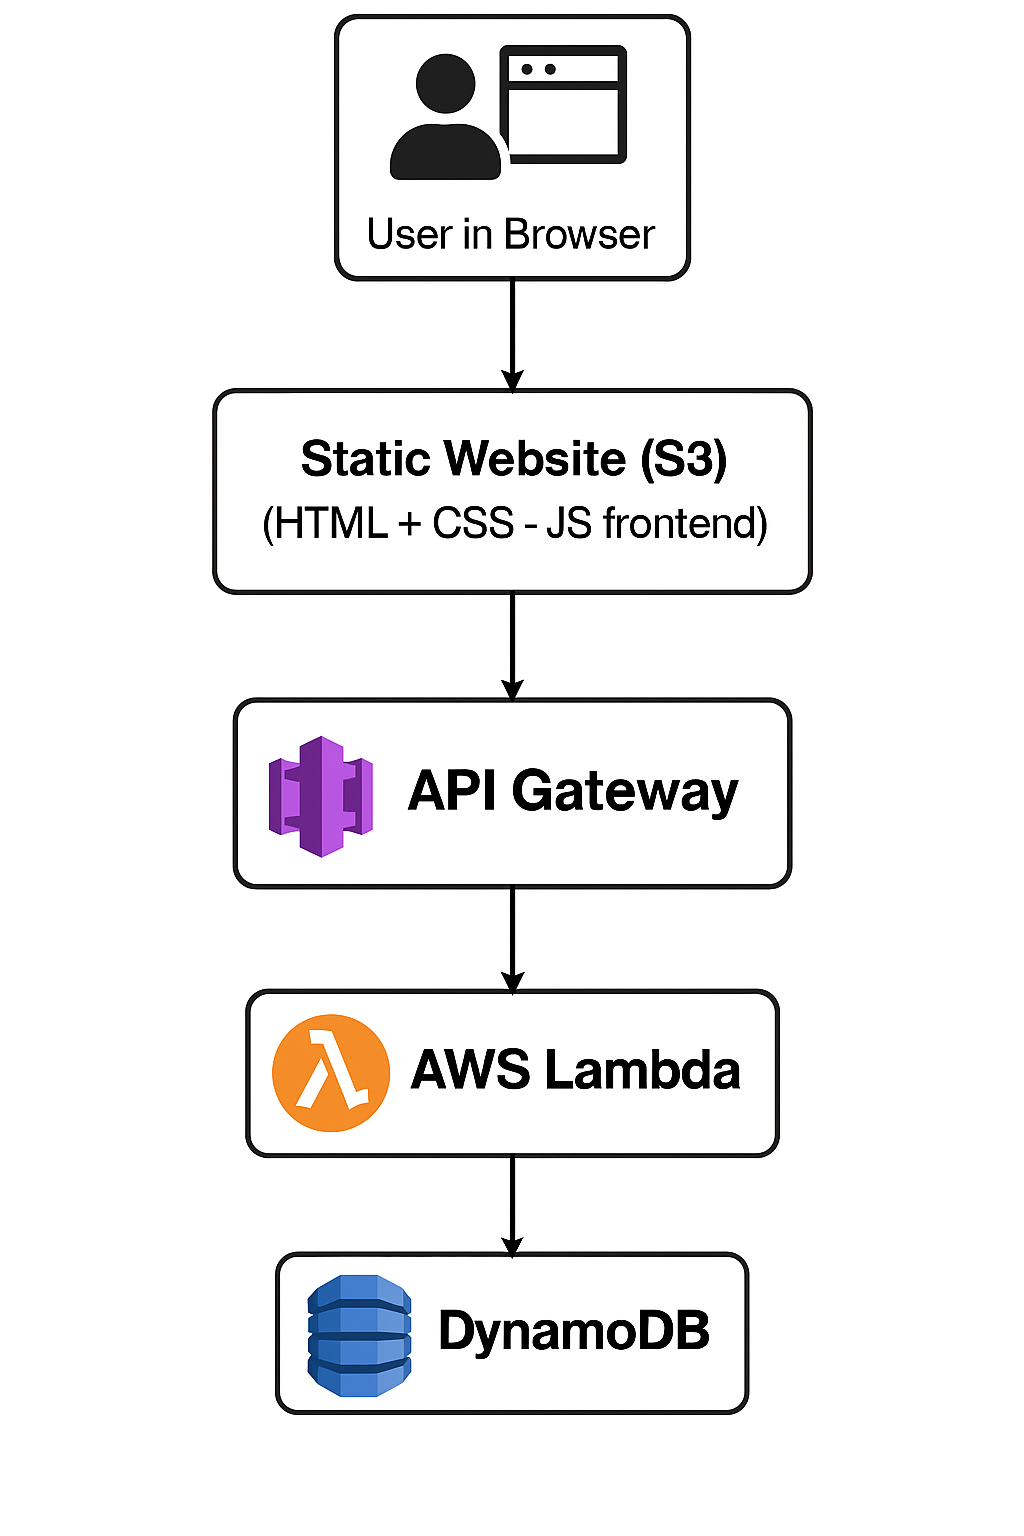 User in Browser
Static Website (S3)
(HTML + CSS - JS frontend)
API Gateway
AWS Lambda
DynamoDB